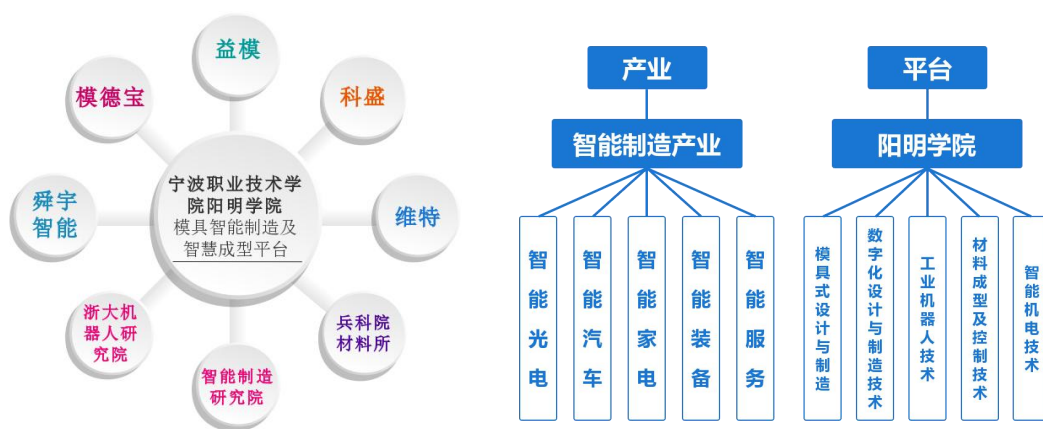 益模
模德宝
科盛
舜宇
智能
宁波职业技术学
院阳明学院
模具智能制造及
智慧成型平台
维特
浙大机
器人研
究院
兵科院
材料所
智能制造
研究院
产业
平台
智能制造产业
阳明学院
智能光电
智能汽车
智能家电
智能装备
智能服务
模具式设计与制造
数字化设计与制造技术
工业机器人技术
材料成型及控制技术
智能机电技术